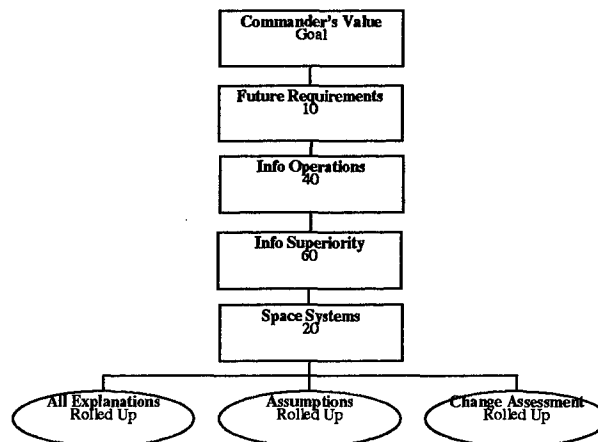 Commander's Value
Goal
Future Requirements
10
Info Operations
40
Info Superiority
60
Space Systems
20
All Explanations
Rolled Up
Assumptions
Rolled Up
Change Assessment
Rolled Up